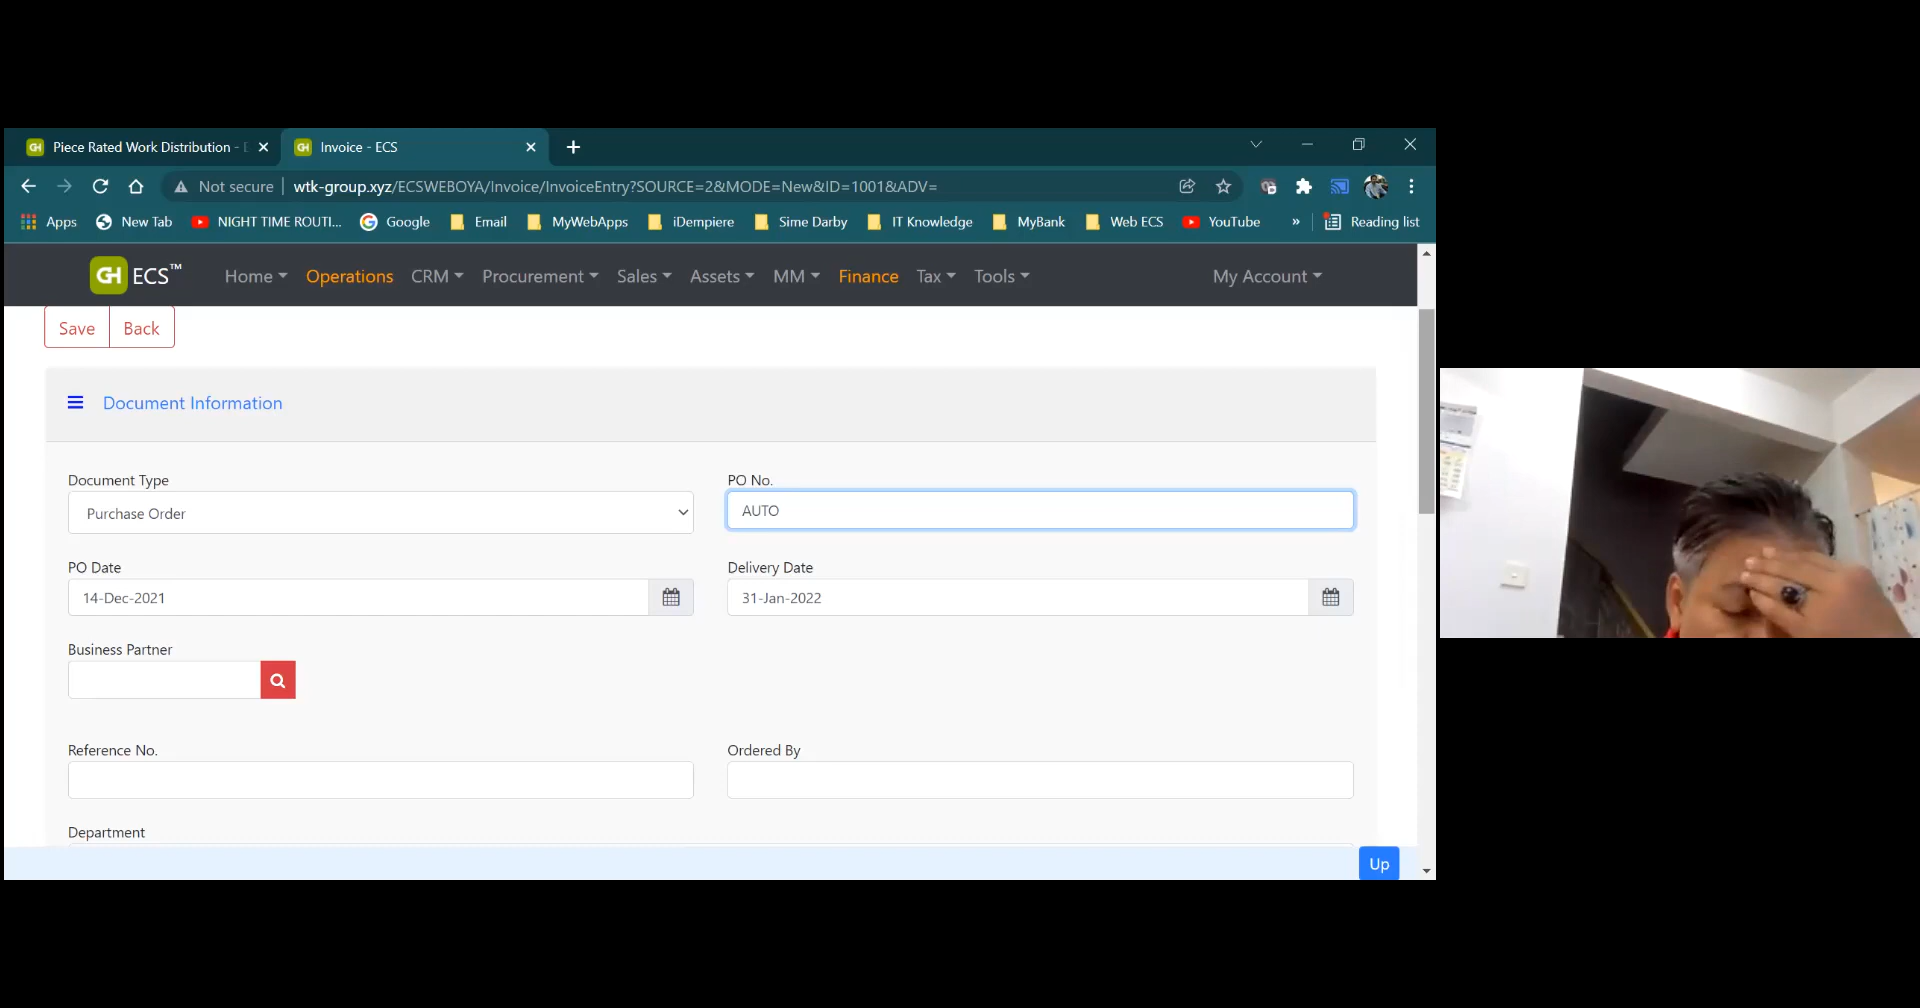 Piece Rated Work Distribution -
Invoice - ECS
Not secure
wtk-group.xyz/ECSWEBOYA/Invoice/InvoiceEntry?SOURCE=2&MODE=New&ID=1001&ADV=
Apps
New Tab
NIGHT TIME ROUTI...
Google
Email
MyWebApps
iDempiere
Sime Darby
IT Knowledge
MyBank
Web ECS
YouTube
»
Reading list
GH ECS™
Home
Operations
CRM
Procurement
Sales
Assets
MM
Finance
Tax
Tools
My Account
Save
Back
Document Information
Document Type
Purchase Order
PO No.
AUTO
PO Date
14-Dec-2021
Delivery Date
31-Jan-2022
Business Partner
Reference No.
Ordered By
Department
Up